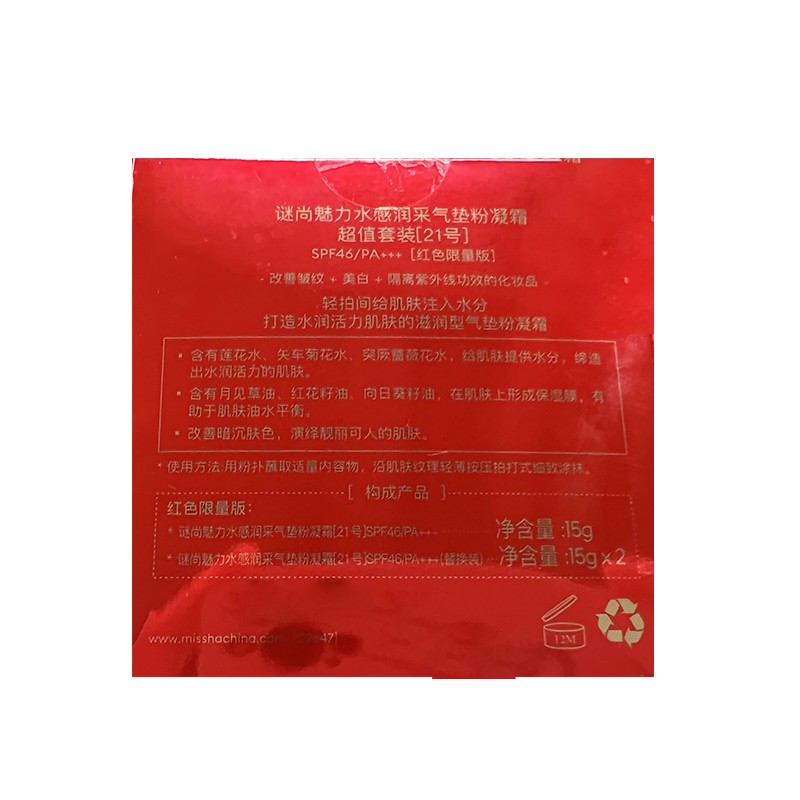 谜尚魅力水感润采气垫粉凝霜
超值套装[21号]
SPF46/PA+++ [红色限量版]
- 改善皱纹 + 美白 + 隔离紫外线功效的化妆品 -
轻拍间给肌肤注入水分
打造水润活力肌肤的滋润型气垫粉凝霜
• 含有莲花水、矢车菊花水、突厥蔷薇花水，给肌肤提供水分，缔造
出水润活力的肌肤。
• 含有月见草油、红花籽油、向日葵籽油，在肌肤上形成保湿膜，有
助于肌肤油水平衡。
• 改善暗沉肤色，演绎靓丽可人的肌肤。
* 使用方法:用粉扑蘸取适量内容物，沿肌肤纹理轻薄按压拍打式细致涂抹。
[ 构成产品 ]
红色限量版：
* 谜尚魅力水感润采气垫粉凝霜[21号]SPF46/PA+++ 净含量:15g
* 谜尚魅力水感润采气垫粉凝霜[21号]SPF46/PA+++(替换装) 净含量:15g x 2
12M
www.misshachina.com